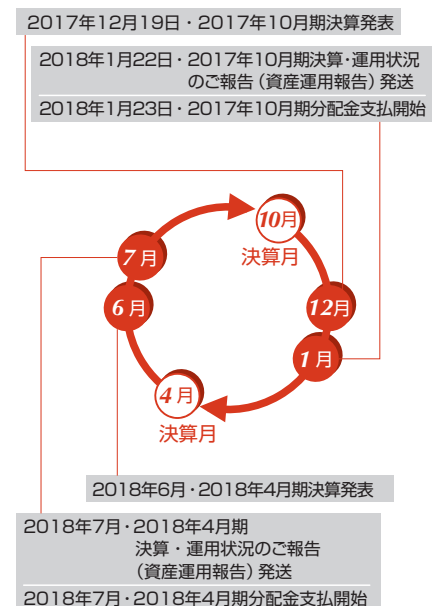 2017年12月19日・2017年10月期決算発表
2018年1月22日・2017年10月期決算・運用状況
のご報告（資産運用報告）発送
2018年1月23日・2017年10月期分配金支払開始
10月
決算月
7月
6月
12月
1月
4月
決算月
2018年6月・2018年4月期決算発表
2018年7月・2018年4月期
決算・運用状況のご報告
（資産運用報告）発送
2018年7月・2018年4月期分配金支払開始